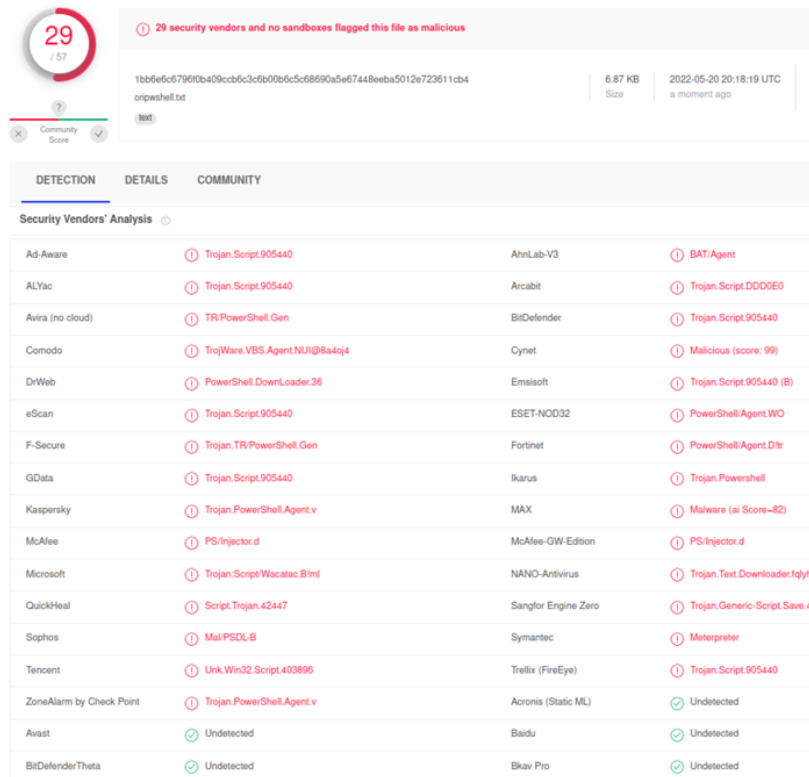 29
/ 57
29 security vendors and no sandboxes flagged this file as malicious
1bb6e6c6796f0b409ccb6c3c6b00b6c5c68690a5e67448eeba5012e723611cb4
oripwshell.txt
text
6.87 KB
Size
2022-05-20 20:18:19 UTC
a moment ago
?
Community
Score
DETECTION DETAILS COMMUNITY
Security Vendors' Analysis
Ad-Aware Trojan.Script.905440 AhnLab-V3 BAT/Agent
ALYac Trojan.Script.905440 Arcabit Trojan.Script.DDD0E0
Avira (no cloud) TR/PowerShell.Gen BitDefender Trojan.Script.905440
Comodo TrojWare.VBS.Agent.NUI@8a4oj4 Cynet Malicious (score: 99)
DrWeb PowerShell.DownLoader.36 Emsisoft Trojan.Script.905440 (B)
eScan Trojan.Script.905440 ESET-NOD32 PowerShell/Agent.WO
F-Secure Trojan.TR/PowerShell.Gen Fortinet PowerShell/Agent.D!tr
GData Trojan.Script.905440 Ikarus Trojan.Powershell
Kaspersky Trojan.PowerShell.Agent.v MAX Malware (ai Score=82)
McAfee PS/Injector.d McAfee-GW-Edition PS/Injector.d
Microsoft Trojan:Script/Wacatac.B!ml NANO-Antivirus Trojan.Text.Downloader.fqlyh
QuickHeal Script.Trojan.42447 Sangfor Engine Zero Trojan.Generic-Script.Save.4
Sophos Mal/PSDL-B Symantec Meterpreter
Tencent Unk.Win32.Script.403896 Trellix (FireEye) Trojan.Script.905440
ZoneAlarm by Check Point Trojan.PowerShell.Agent.v Acronis (Static ML) Undetected
Avast Undetected Baidu Undetected
BitDefenderTheta Undetected Bkav Pro Undetected